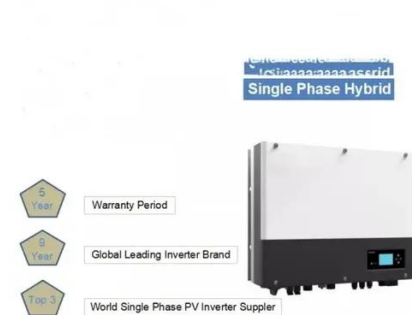 Single Phase Hybrid
5
Year
Warranty Period
9
Year
Global Leading Inverter Brand
Top 3
World Single Phase PV Inverter Suppler